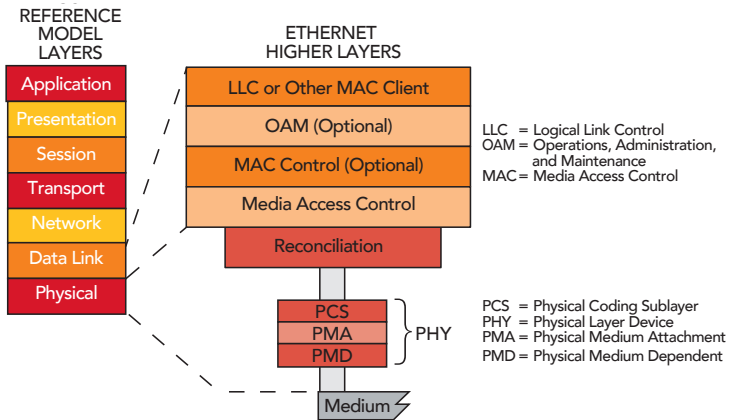 REFERENCE
MODEL
LAYERS
Application
Presentation
Session
Transport
Network
Data Link
Physical
ETHERNET
HIGHER LAYERS
LLC or Other MAC Client
OAM (Optional)
MAC Control (Optional)
Media Access Control
Reconciliation
PCS
PMA
PMD
PHY
Medium
LLC = Logical Link Control
OAM = Operations, Administration,
and Maintenance
MAC = Media Access Control
PCS = Physical Coding Sublayer
PHY = Physical Layer Device
PMA = Physical Medium Attachment
PMD = Physical Medium Dependent